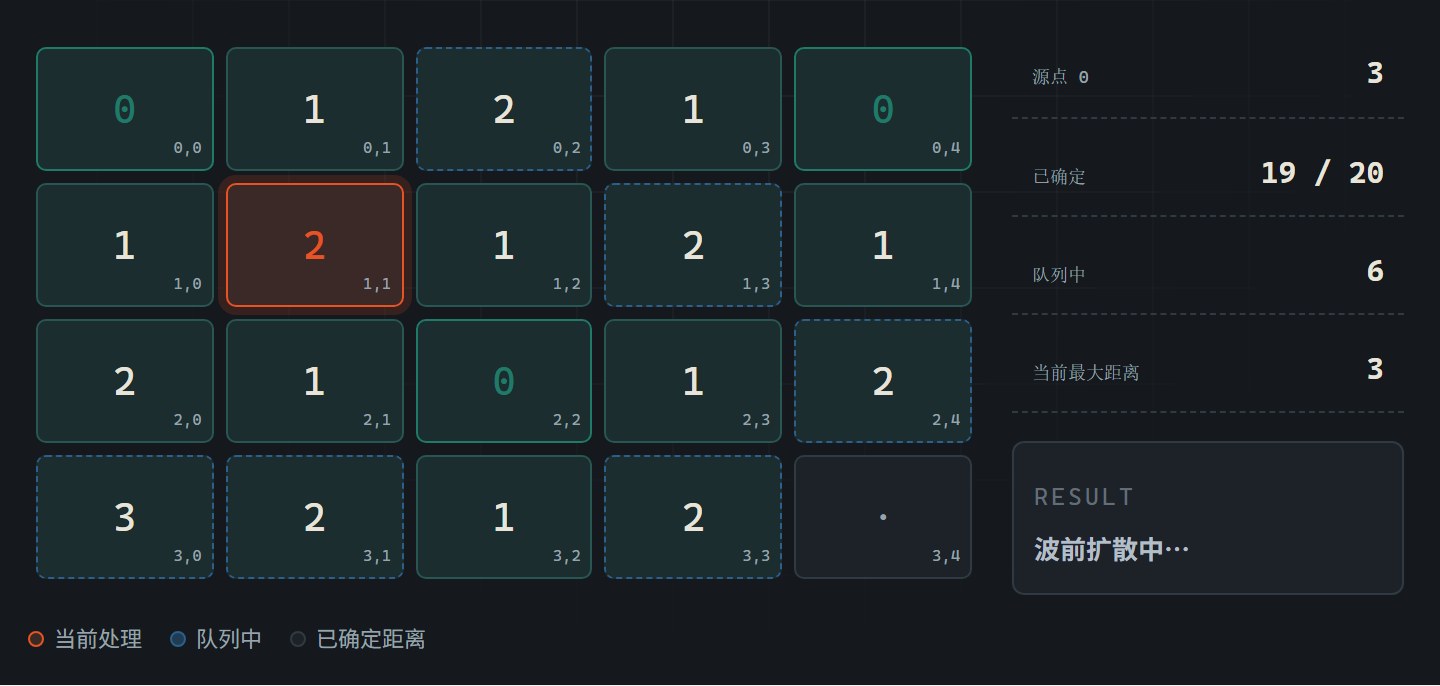 0 1 2 1 0
0,0 0,1 0,2 0,3 0,4
1 2 1 2 1
1,0 1,1 1,2 1,3 1,4
2 1 0 1 2
2,0 2,1 2,2 2,3 2,4
3 2 1 2 ·
3,0 3,1 3,2 3,3 3,4
当前处理 队列中 已确定距离
源点 0 3
已确定 19 / 20
队列中 6
当前最大距离 3
RESULT
波前扩散中…